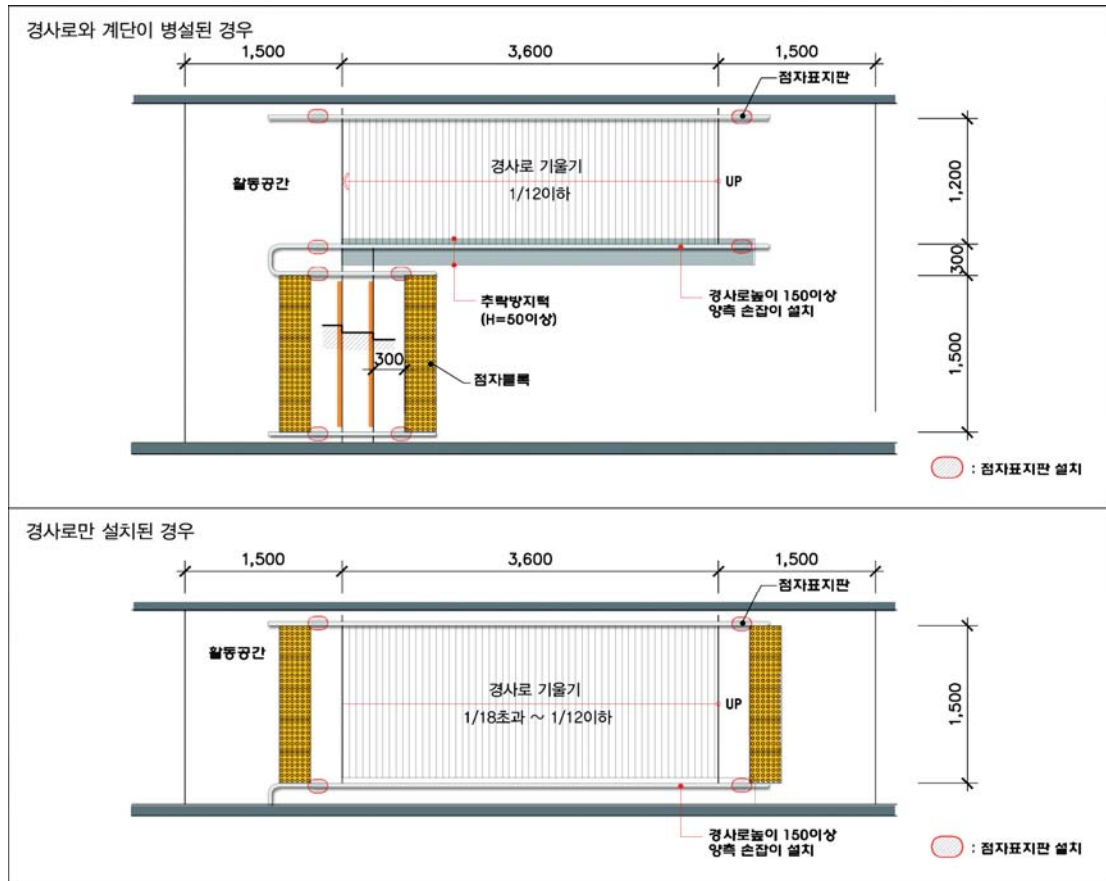 경사로와 계단이 병설된 경우
1,500
3,600
1,500
점자표지판
경사로 기울기
1/12이하
활동공간
UP
1,200
300
추락방지턱
(H=50이상)
경사로높이 150이상
양측 손잡이 설치
300
점자블록
1,500
: 점자표지판 설치
경사로만 설치된 경우
1,500
3,600
1,500
점자표지판
활동공간
경사로 기울기
1/18초과 ~ 1/12이하
UP
1,500
경사로높이 150이상
양측 손잡이 설치
: 점자표지판 설치